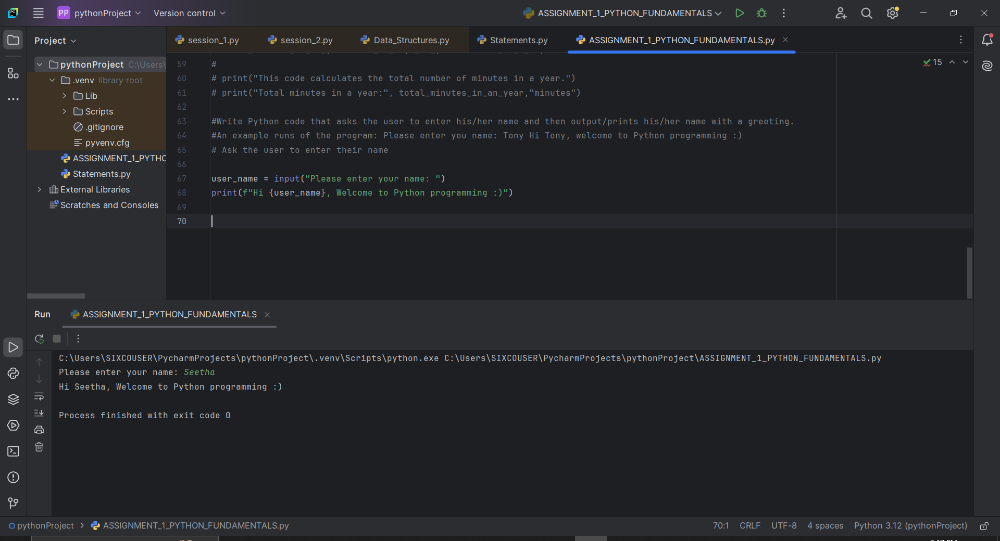 PC PP pythonProject Version control ASSIGNMENT_1_PYTHON_FUNDAMENTALS
Project session_1.py session_2.py Data_Structures.py Statements.py ASSIGNMENT_1_PYTHON_FUNDAMENTALS.py
pythonProject C:\Users\
.venv library root
Lib
Scripts
.gitignore
pyvenv.cfg
ASSIGNMENT_1_PYTHO
Statements.py
External Libraries
Scratches and Consoles
15
59 #
60 # print("This code calculates the total number of minutes in a year.")
61 # print("Total minutes in a year:", total_minutes_in_an_year,"minutes")
62
63 #Write Python code that asks the user to enter his/her name and then output/prints his/her name with a greeting.
64 #An example runs of the program: Please enter you name: Tony Hi Tony, welcome to Python programming :)
65 # Ask the user to enter their name
66
67 user_name = input("Please enter your name: ")
68 print(f"Hi {user_name}, Welcome to Python programming :)")
69
70
Run ASSIGNMENT_1_PYTHON_FUNDAMENTALS
C:\Users\SIXCOUSER\PycharmProjects\pythonProject\.venv\Scripts\python.exe C:\Users\SIXCOUSER\PycharmProjects\pythonProject\ASSIGNMENT_1_PYTHON_FUNDAMENTALS.py
Please enter your name: Seetha
Hi Seetha, Welcome to Python programming :)
Process finished with exit code 0
pythonProject ASSIGNMENT_1_PYTHON_FUNDAMENTALS.py 70:1 CRLF UTF-8 4 spaces Python 3.12 (pythonProject)